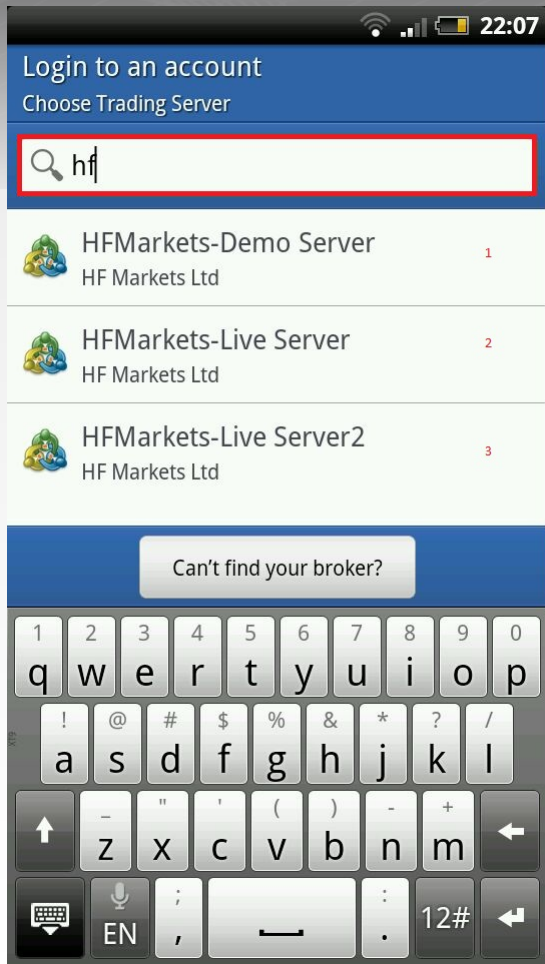 22:07
Login to an account
Choose Trading Server
hf
HFMarkets-Demo Server 1
HF Markets Ltd
HFMarkets-Live Server 2
HF Markets Ltd
HFMarkets-Live Server2 3
HF Markets Ltd
Can't find your broker?
1 2 3 4 5 6 7 8 9 0
q w e r t y u i o p
! @ # $ % & * ? /
XT9 a s d f g h j k l
_ " ' ( ) - +
z x c v b n m
; :
EN , . 12#